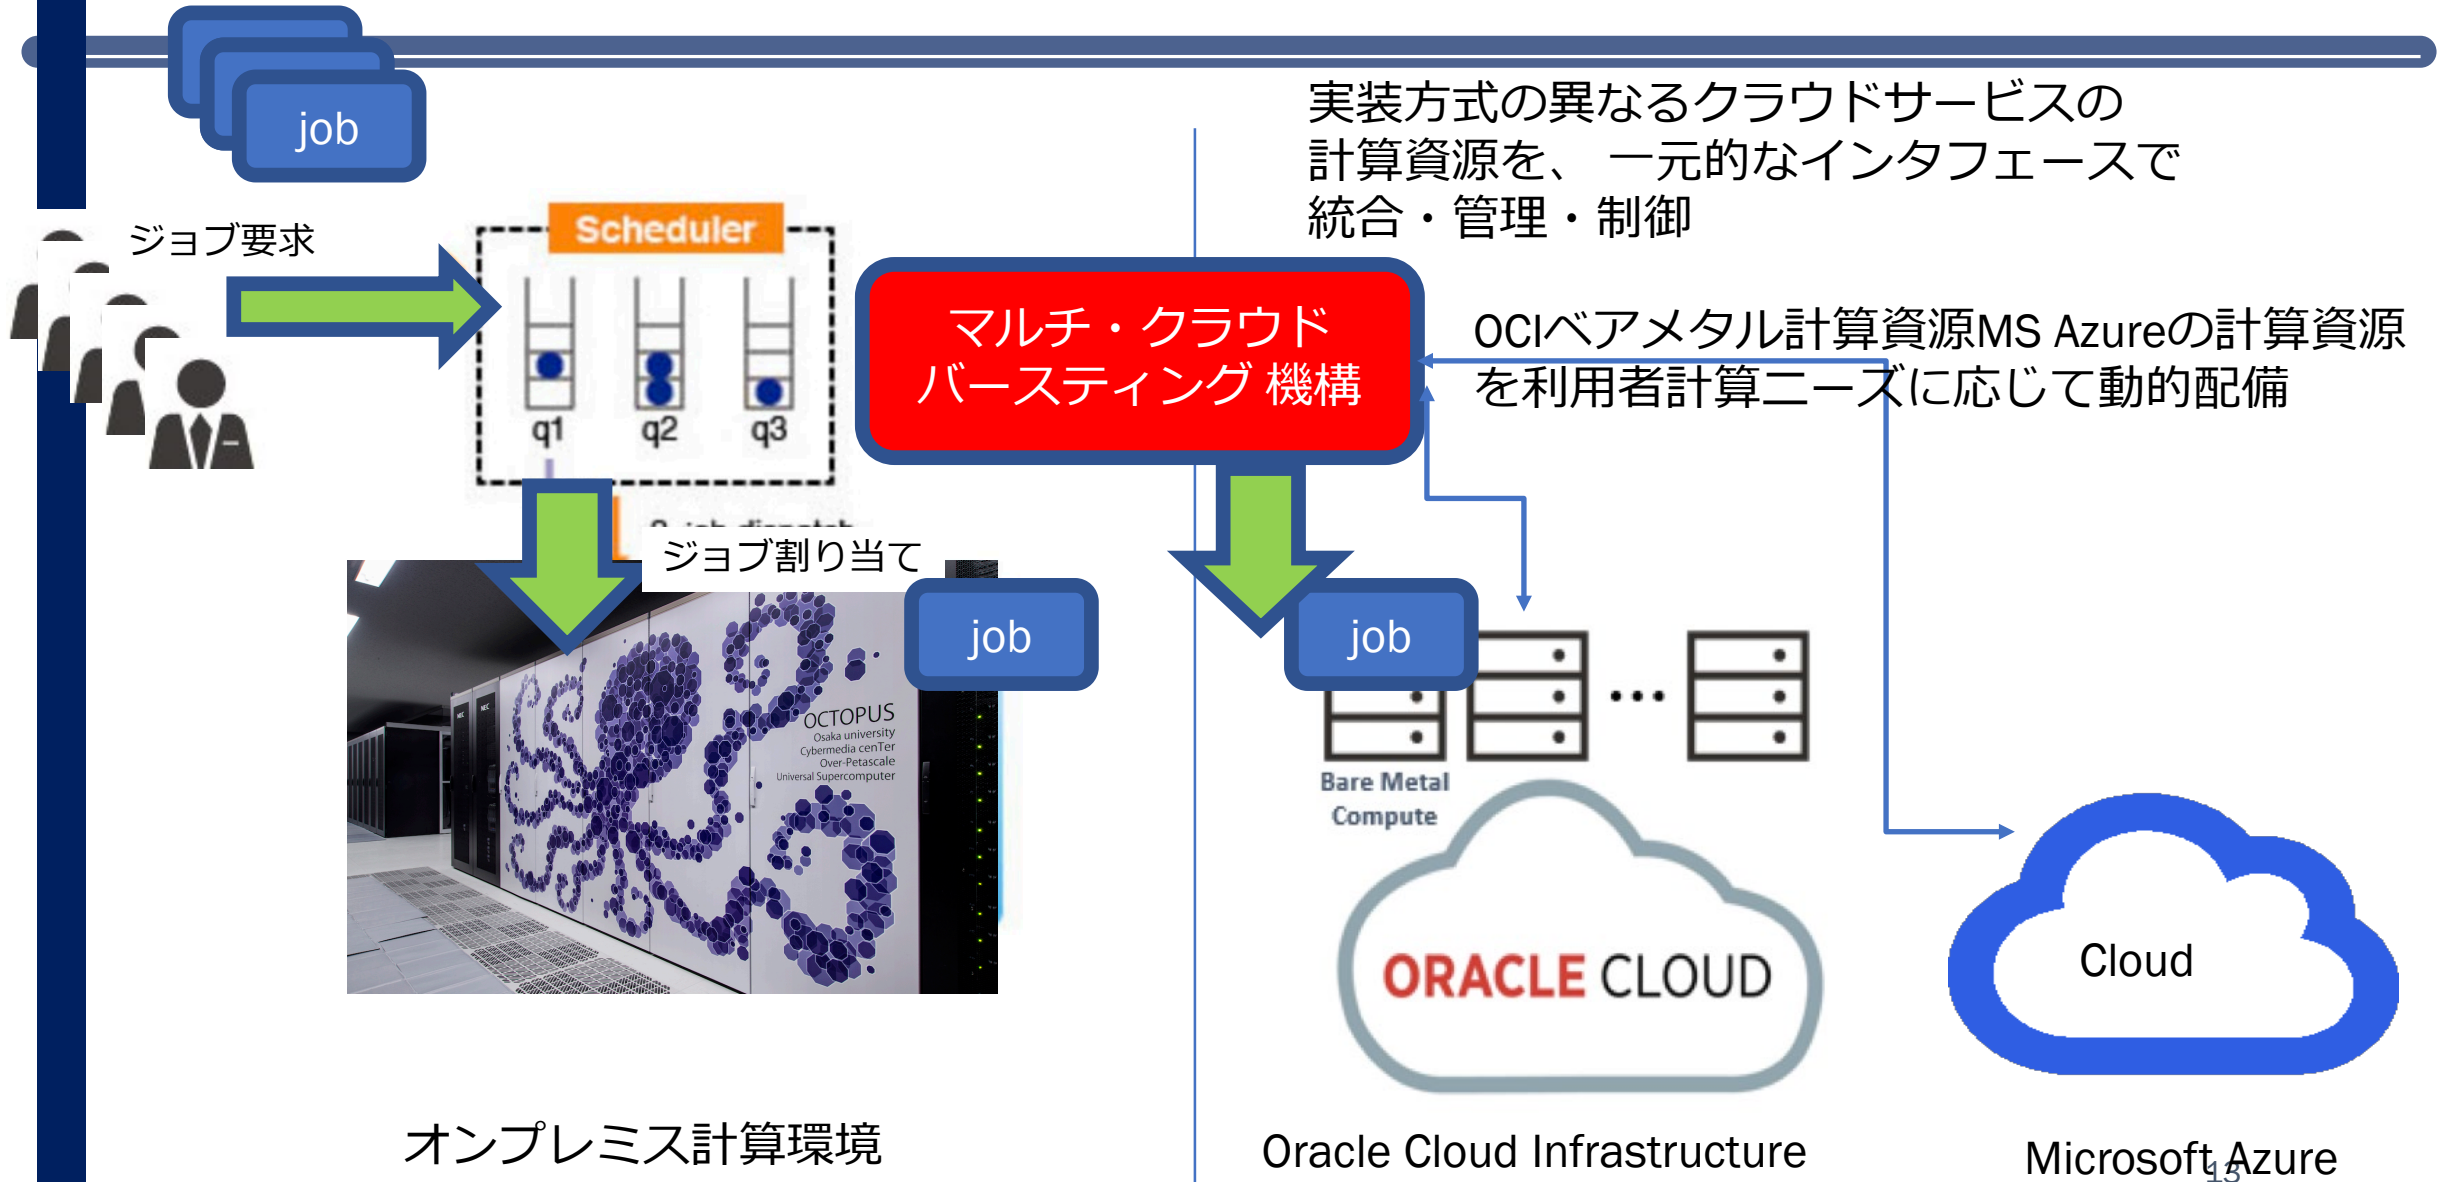 job
実装方式の異なるクラウドサービスの
計算資源を、 一元的なインタフェースで
統合・管理・制御
ジョブ要求
Scheduler
q1
q2
q3
マルチ・クラウド
バースティング 機構
OCIベアメタル計算資源MS Azureの計算資源
を利用者計算ニーズに応じて動的配備
ジョブ割り当て
job
job
NEC
NEC
OCTOPUS
Osaka university
Cybermedia cenTer
Over-Petascale
Universal Supercomputer
Bare Metal
Compute
ORACLE CLOUD
Cloud
オンプレミス計算環境
Oracle Cloud Infrastructure
Microsoft Azure
13